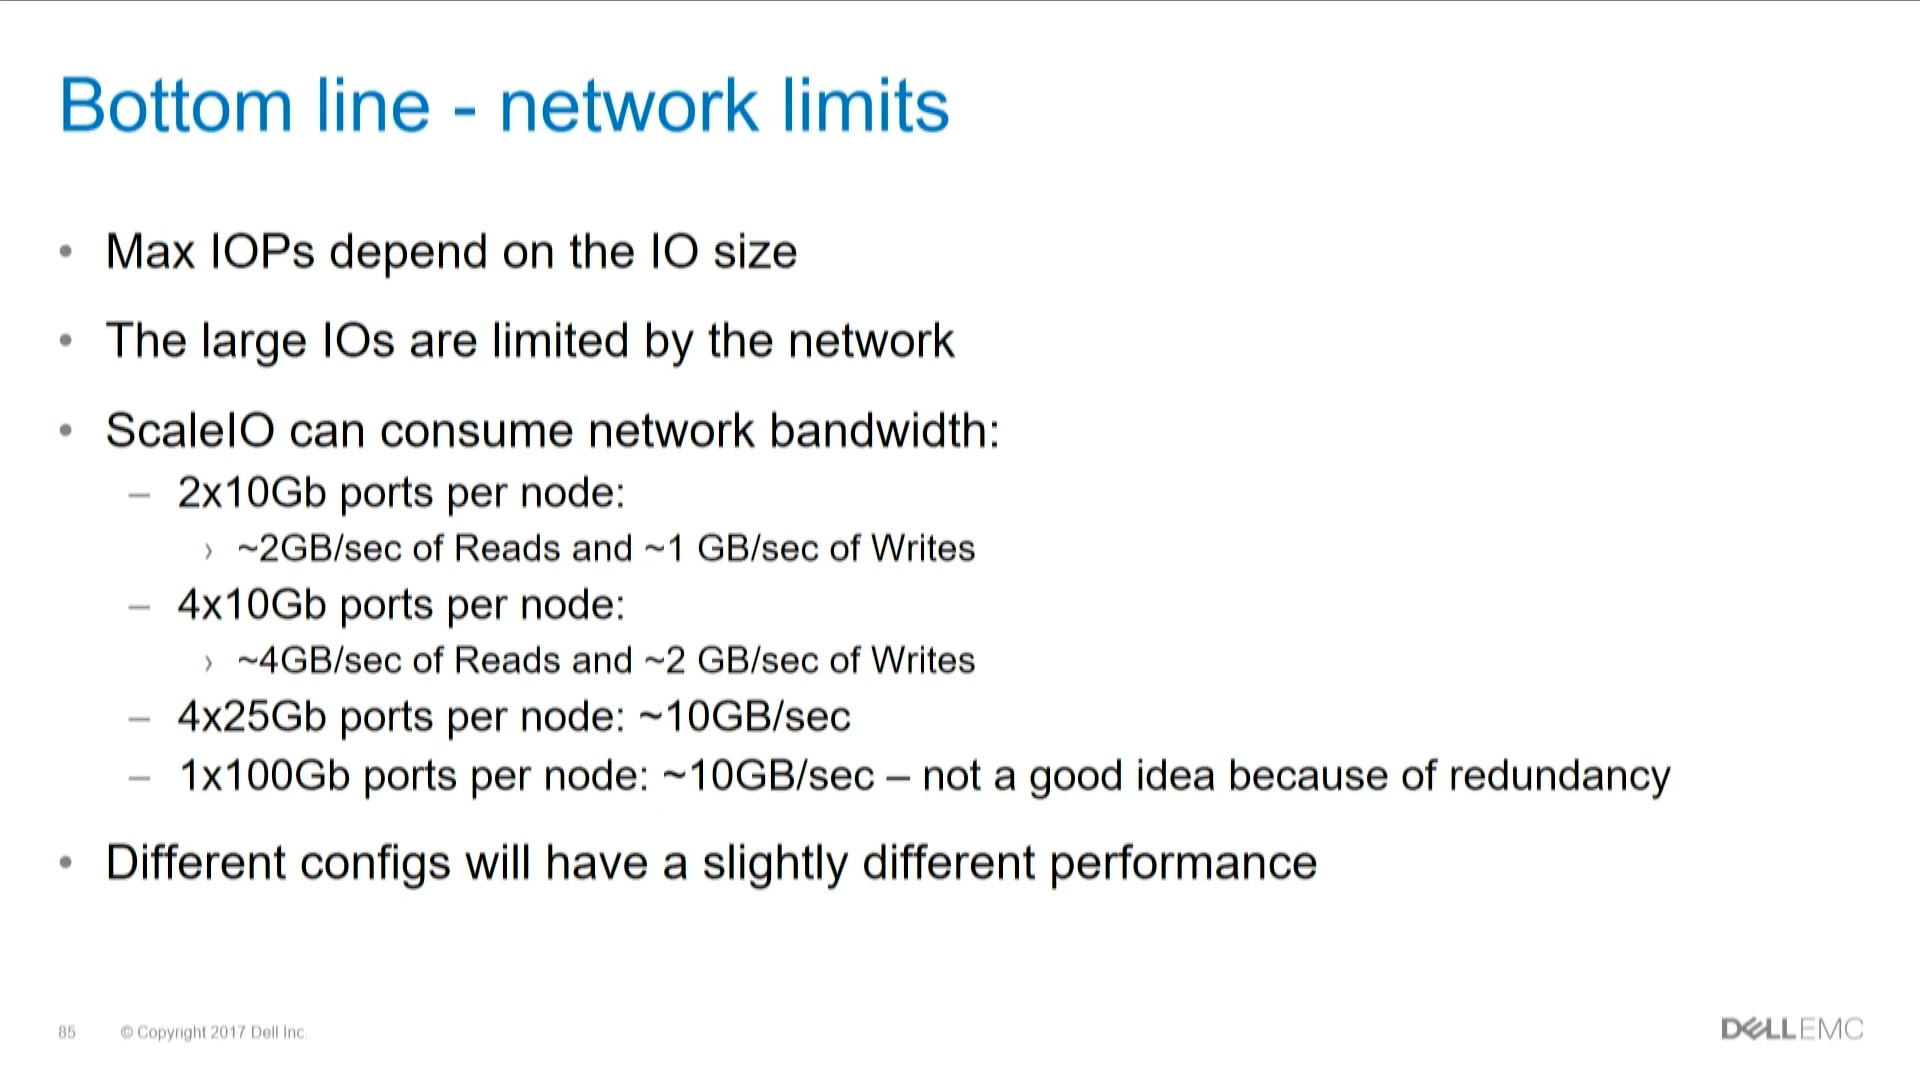 Bottom line - network limits
• Max IOPs depend on the IO size
• The large IOs are limited by the network
• ScaleIO can consume network bandwidth:
– 2x10Gb ports per node:
› ~2GB/sec of Reads and ~1 GB/sec of Writes
– 4x10Gb ports per node:
› ~4GB/sec of Reads and ~2 GB/sec of Writes
– 4x25Gb ports per node: ~10GB/sec
– 1x100Gb ports per node: ~10GB/sec – not a good idea because of redundancy
• Different configs will have a slightly different performance
85 © Copyright 2017 Dell Inc.
DELLEMC